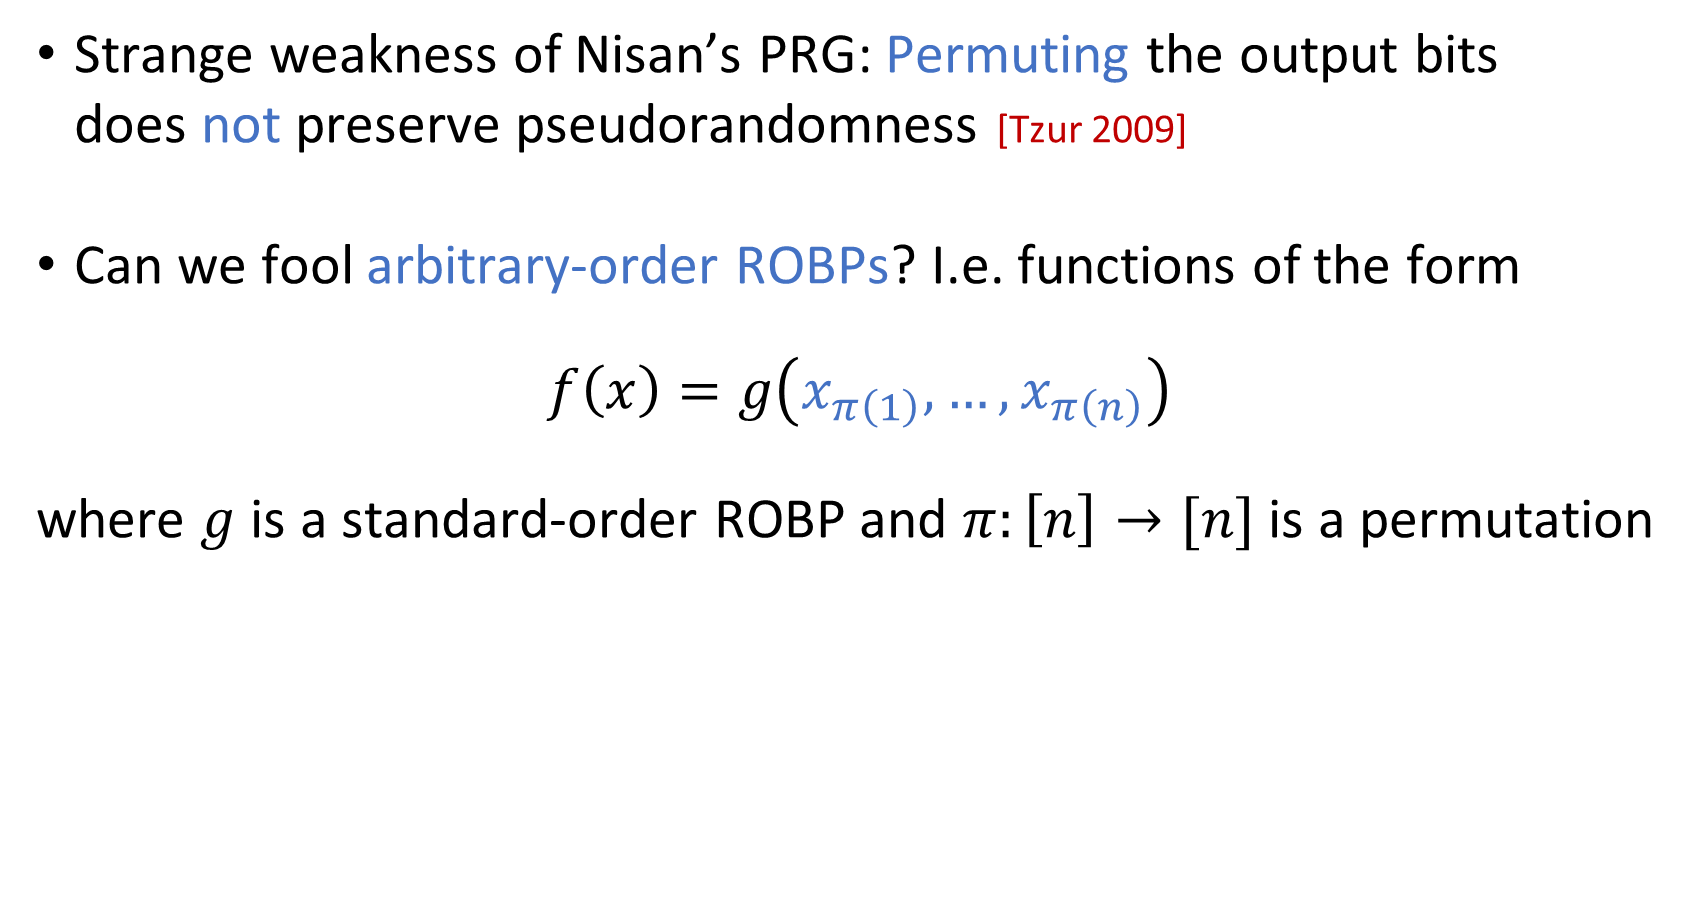 • Strange weakness of Nisan’s PRG: Permuting the output bits
does not preserve pseudorandomness [Tzur 2009]
• Can we fool arbitrary-order ROBPs? I.e. functions of the form
f(x) = g(x_{π(1)}, … , x_{π(n)})
where g is a standard-order ROBP and π: [n] → [n] is a permutation